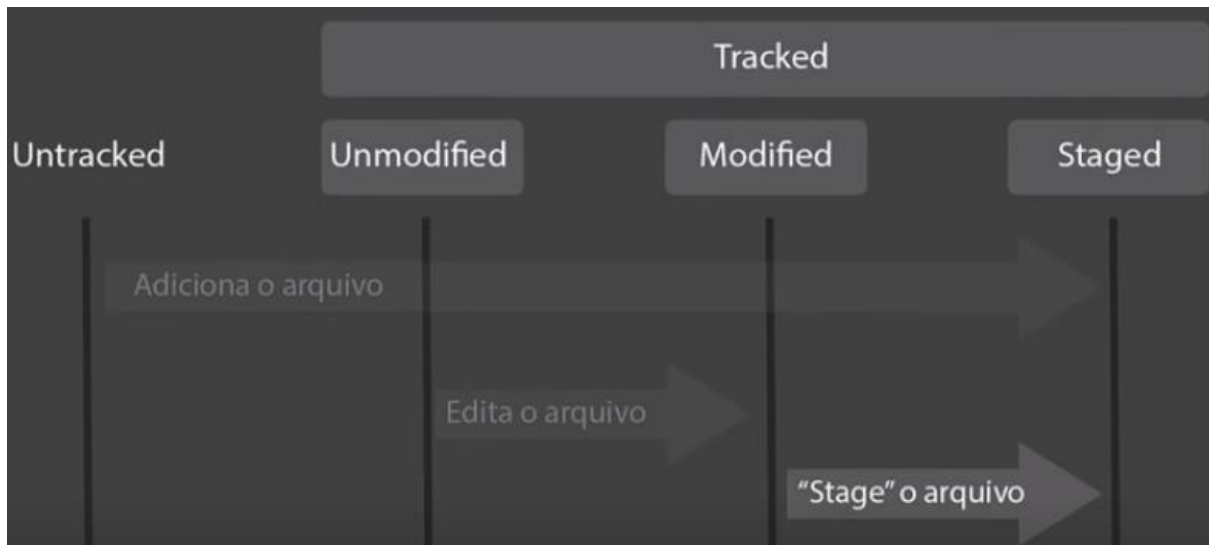 Tracked
Untracked
Unmodified
Modified
Staged
Adiciona o arquivo
Edita o arquivo
“Stage” o arquivo